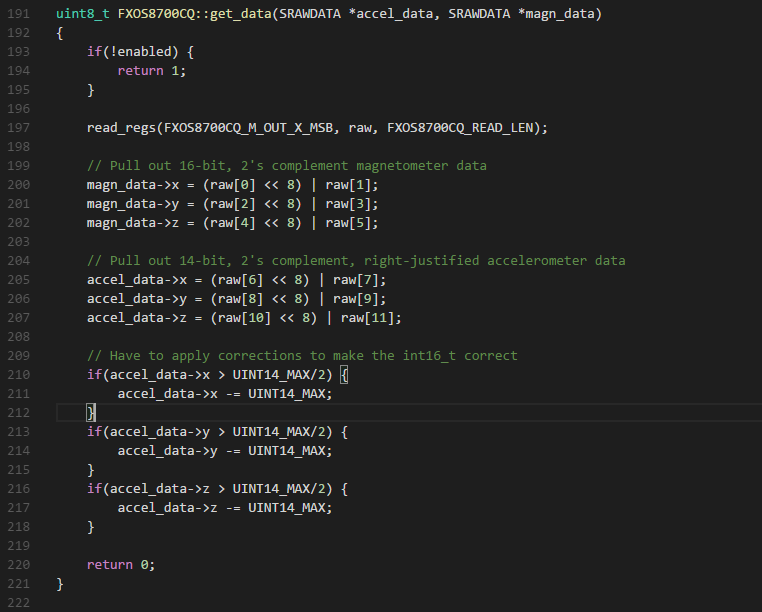 191 uint8_t FXOS8700CQ::get_data(SRAWDATA *accel_data, SRAWDATA *magn_data)
192 {
193     if(!enabled) {
194         return 1;
195     }
196
197     read_regs(FXOS8700CQ_M_OUT_X_MSB, raw, FXOS8700CQ_READ_LEN);
198
199     // Pull out 16-bit, 2's complement magnetometer data
200     magn_data->x = (raw[0] << 8) | raw[1];
201     magn_data->y = (raw[2] << 8) | raw[3];
202     magn_data->z = (raw[4] << 8) | raw[5];
203
204     // Pull out 14-bit, 2's complement, right-justified accelerometer data
205     accel_data->x = (raw[6] << 8) | raw[7];
206     accel_data->y = (raw[8] << 8) | raw[9];
207     accel_data->z = (raw[10] << 8) | raw[11];
208
209     // Have to apply corrections to make the int16_t correct
210     if(accel_data->x > UINT14_MAX/2) {
211         accel_data->x -= UINT14_MAX;
212     }
213     if(accel_data->y > UINT14_MAX/2) {
214         accel_data->y -= UINT14_MAX;
215     }
216     if(accel_data->z > UINT14_MAX/2) {
217         accel_data->z -= UINT14_MAX;
218     }
219
220     return 0;
221 }
222